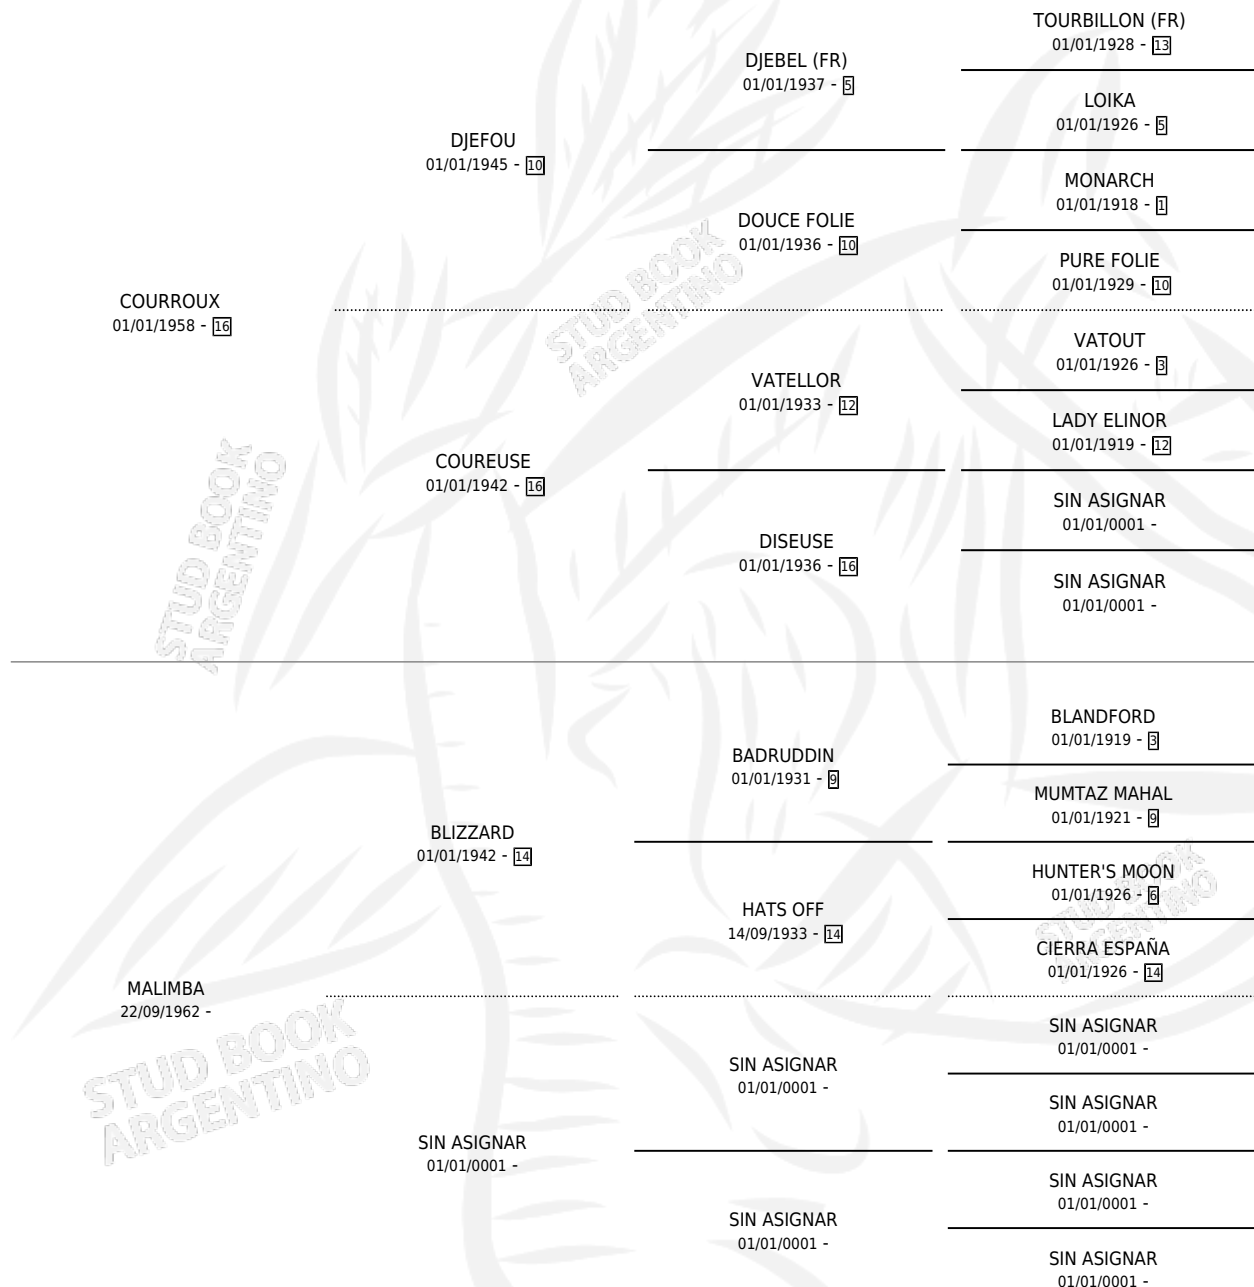 TOURBILLON (FR)
01/01/1928 - 13
DJEBEL (FR)
01/01/1937 - 5
LOIKA
01/01/1926 - 5
DJEFOU
01/01/1945 - 10
MONARCH
01/01/1918 - 1
DOUCE FOLIE
01/01/1936 - 10
PURE FOLIE
01/01/1929 - 10
COURROUX
01/01/1958 - 16
VATOUT
01/01/1926 - 3
VATELLOR
01/01/1933 - 12
LADY ELINOR
01/01/1919 - 12
COUREUSE
01/01/1942 - 16
SIN ASIGNAR
01/01/0001 -
DISEUSE
01/01/1936 - 16
SIN ASIGNAR
01/01/0001 -
STUD BOOK
ARGENTINO
STUD BOOK
ARGENTINO
BLANDFORD
01/01/1919 - 3
BADRUDDIN
01/01/1931 - 9
MUMTAZ MAHAL
01/01/1921 - 9
BLIZZARD
01/01/1942 - 14
HUNTER'S MOON
01/01/1926 - 6
HATS OFF
14/09/1933 - 14
CIERRA ESPAÑA
01/01/1926 - 14
STUD BOOK
ARGENTINO
MALIMBA
22/09/1962 -
SIN ASIGNAR
01/01/0001 -
SIN ASIGNAR
01/01/0001 -
SIN ASIGNAR
01/01/0001 -
SIN ASIGNAR
01/01/0001 -
SIN ASIGNAR
01/01/0001 -
SIN ASIGNAR
01/01/0001 -
SIN ASIGNAR
01/01/0001 -
STUD BOOK
ARGENTINO